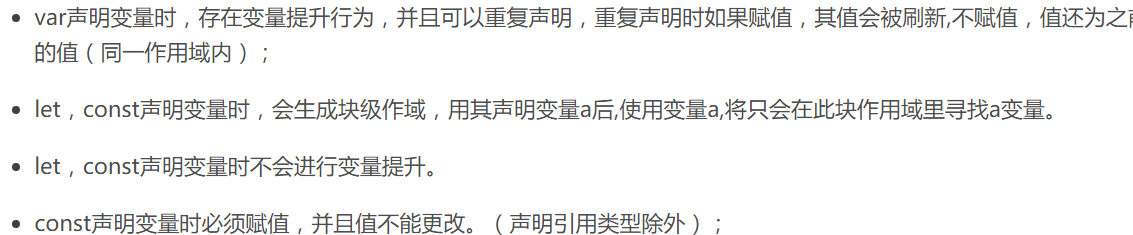 var声明变量时，存在变量提升行为，并且可以重复声明，重复声明时如果赋值，其值会被刷新,不赋值，值还为之前
的值（同一作用域内）；
let，const声明变量时，会生成块级作域，用其声明变量a后,使用变量a,将只会在此块作用域里寻找a变量。
let，const声明变量时不会进行变量提升。
const声明变量时必须赋值，并且值不能更改。（声明引用类型除外）；